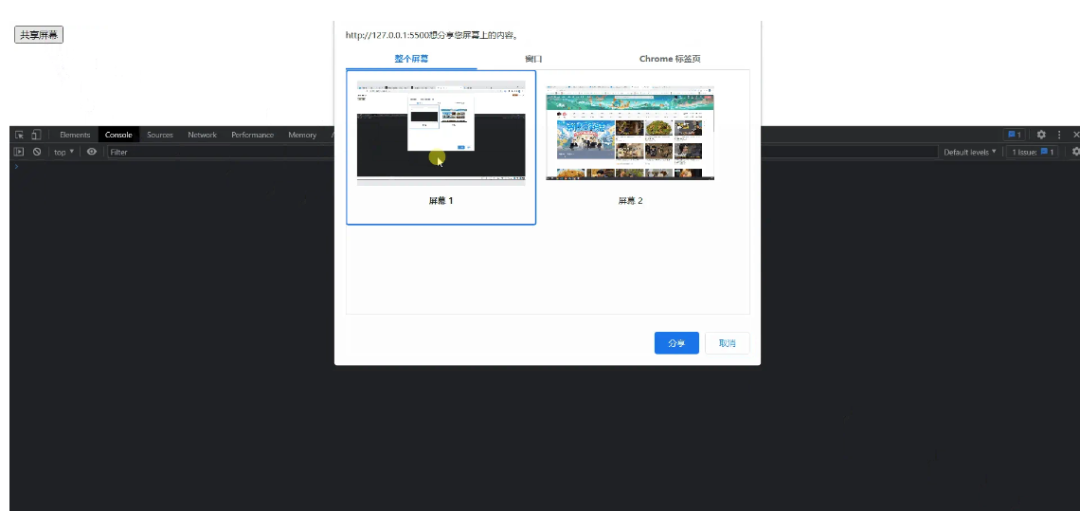 共享屏幕
http://127.0.0.1:5500想分享您屏幕上的内容。
整个屏幕 窗口 Chrome 标签页
屏幕 1 屏幕 2
分享 取消
Elements Console Sources Network Performance Memory 1
top Filter Default levels 1 Issue: 1